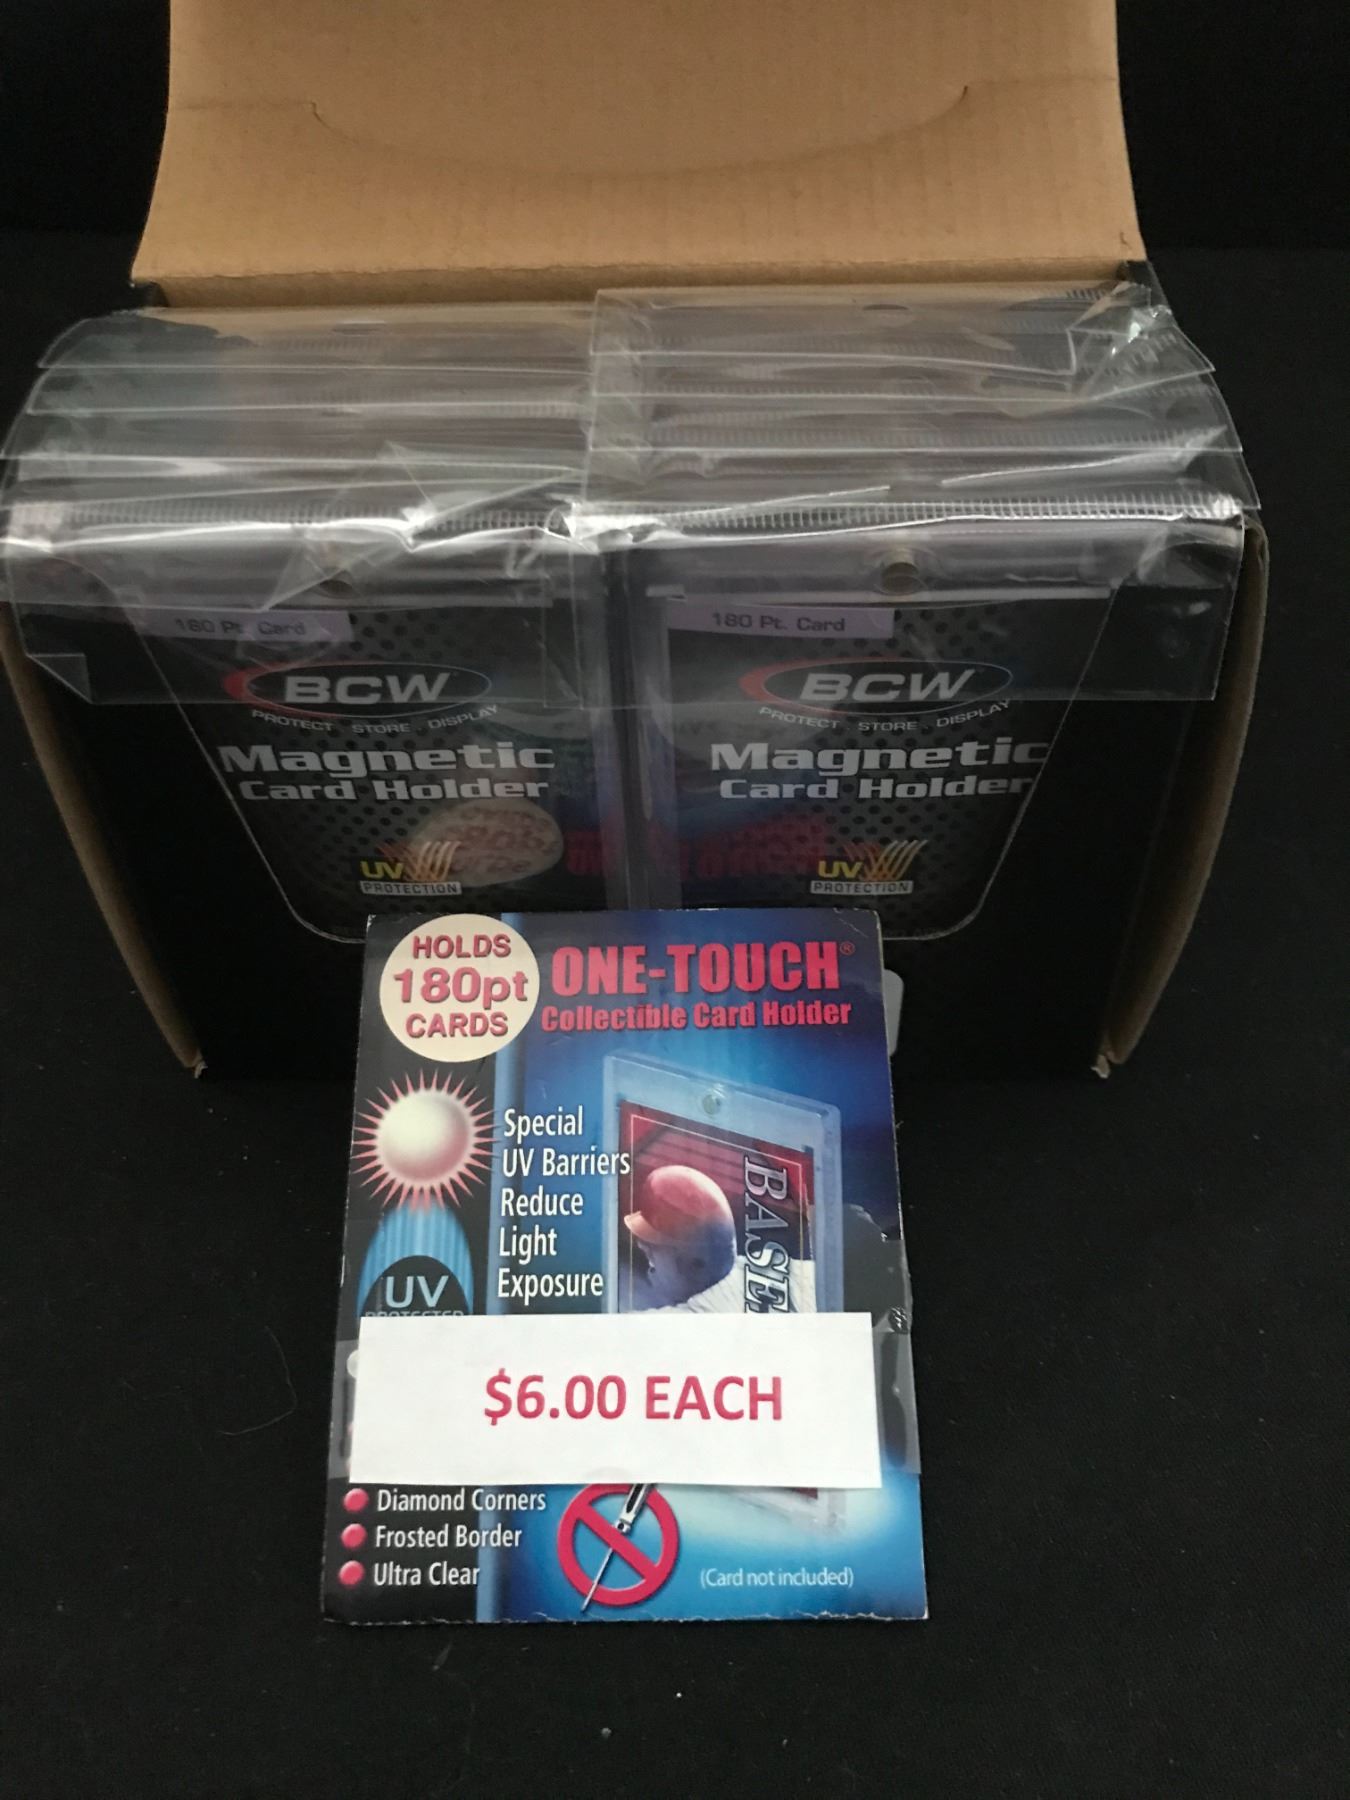 180 Pt. Card
BCW
PROTECT . STORE . DISPLAY
Magnetic
Card Holder
UV
PROTECTION
180 Pt. Card
BCW
PROTECT . STORE . DISPLAY
Magnetic
Card Holder
UV
PROTECTION
HOLDS
180pt
CARDS
ONE-TOUCH®
Collectible Card Holder
Special
UV Barriers
Reduce
Light
Exposure
BASE
UV
PROTECTED
$6.00 EACH
Diamond Corners
Frosted Border
Ultra Clear
(Card not included)